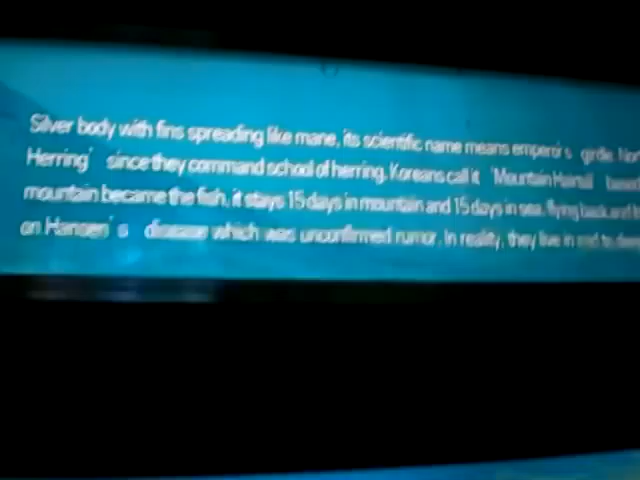 Silver body with fins spreading like mane, its scientific name means emperor's girdle. Nor
Herring' since they command school of herring. Koreans call it 'Mountain
mountain became the fish, it stays 15 days in mountain and 15 days in sea, flying back and
on Hansen's disease which was unconfirmed rumor. In reality, they live in mid to deep